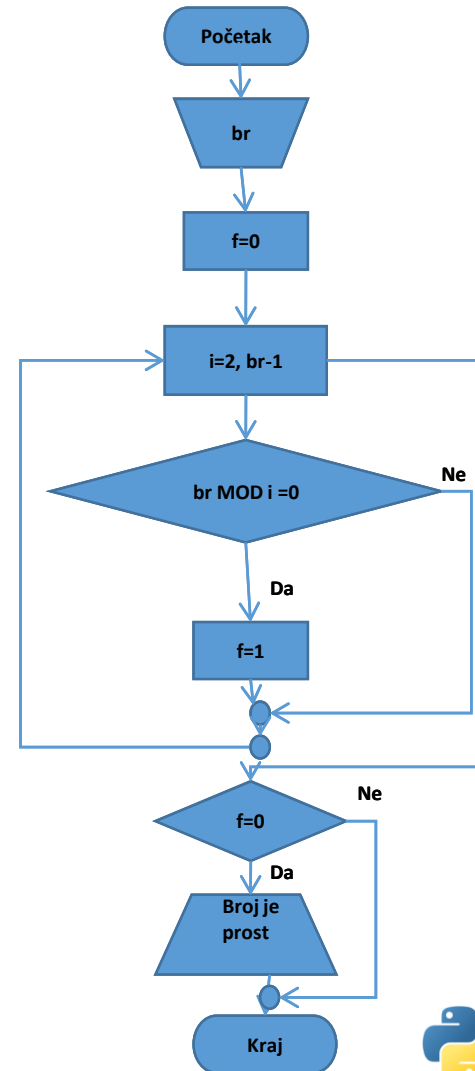 Početak
br
f=0
i=2, br-1
br MOD i =0
Ne
Da
f=1
Ne
f=0
Da
Broj je
prost
Kraj